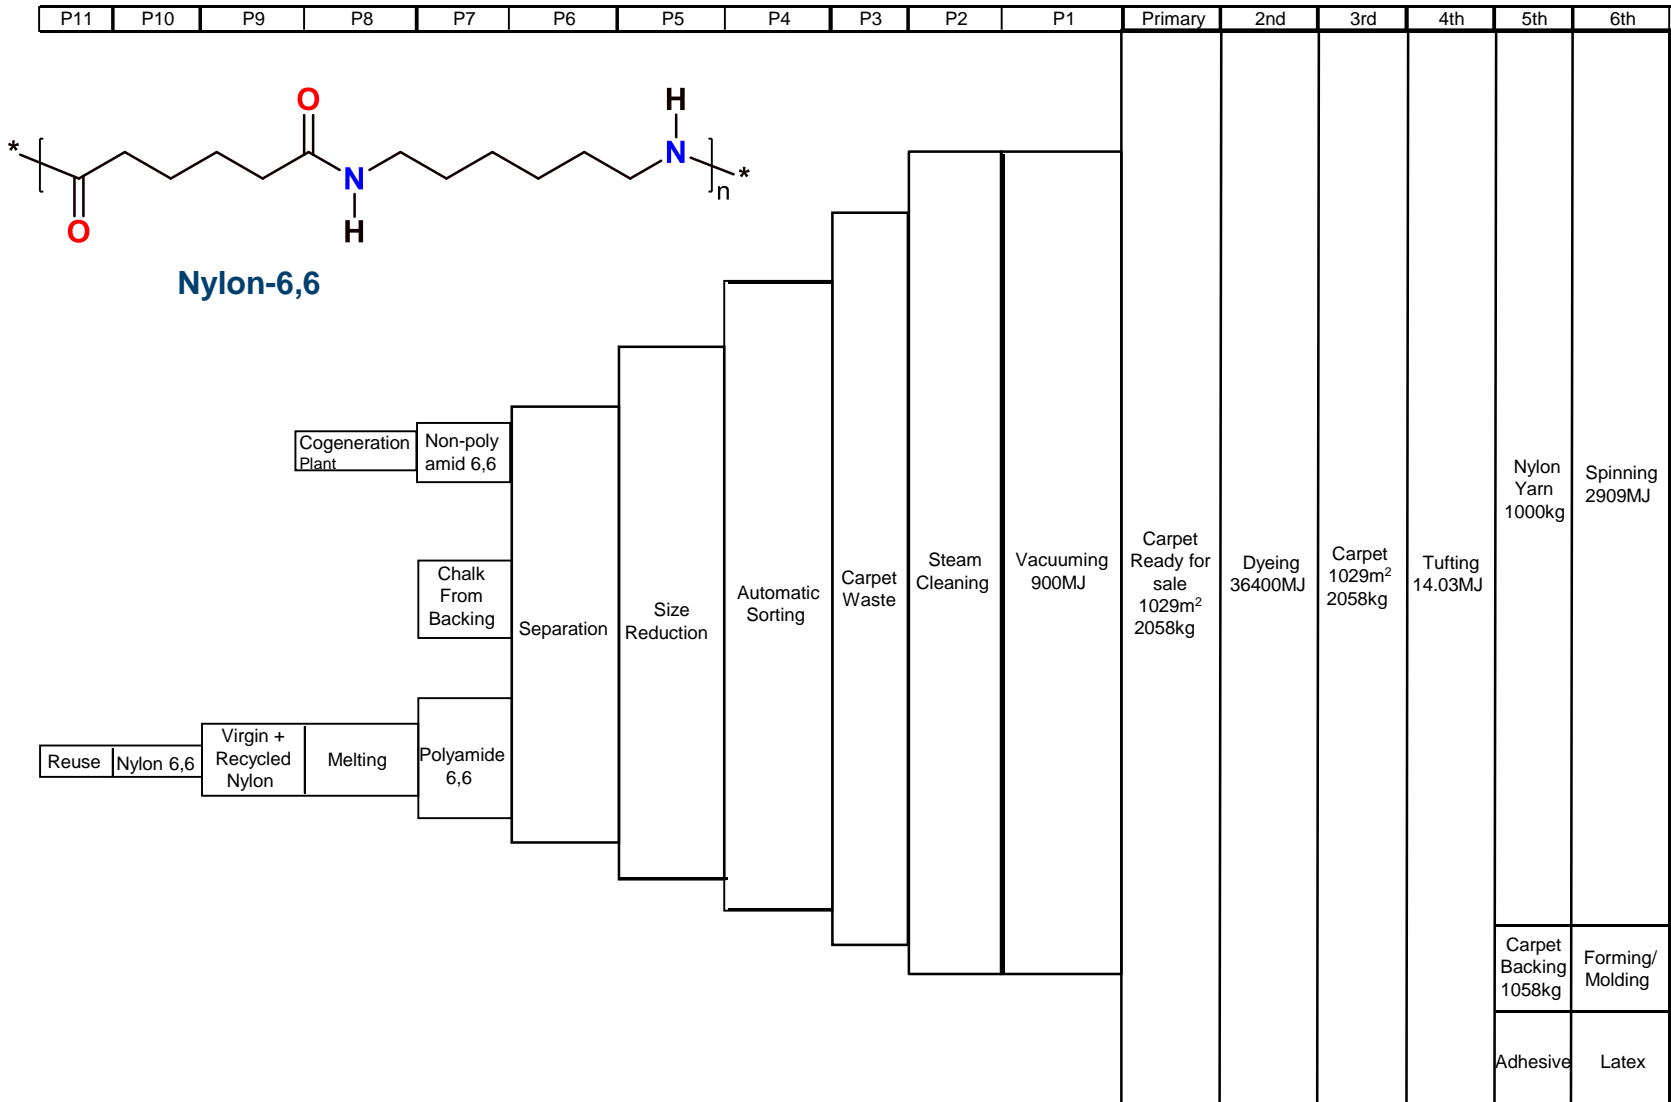 P11 P10 P9 P8 P7 P6 P5 P4 P3 P2 P1 Primary 2nd 3rd 4th 5th 6th
O
H
*
N
n
*
N
O
H
Nylon-6,6
Cogeneration
Plant
Non-poly
amid 6,6
Chalk
From
Backing
Reuse
Nylon 6,6
Virgin +
Recycled
Nylon
Melting
Polyamide
6,6
Separation
Size
Reduction
Automatic
Sorting
Carpet
Waste
Steam
Cleaning
Vacuuming
900MJ
Carpet
Ready for
sale
1029m²
2058kg
Dyeing
36400MJ
Carpet
1029m²
2058kg
Tufting
14.03MJ
Nylon
Yarn
1000kg
Spinning
2909MJ
Carpet
Backing
1058kg
Forming/
Molding
Adhesive
Latex